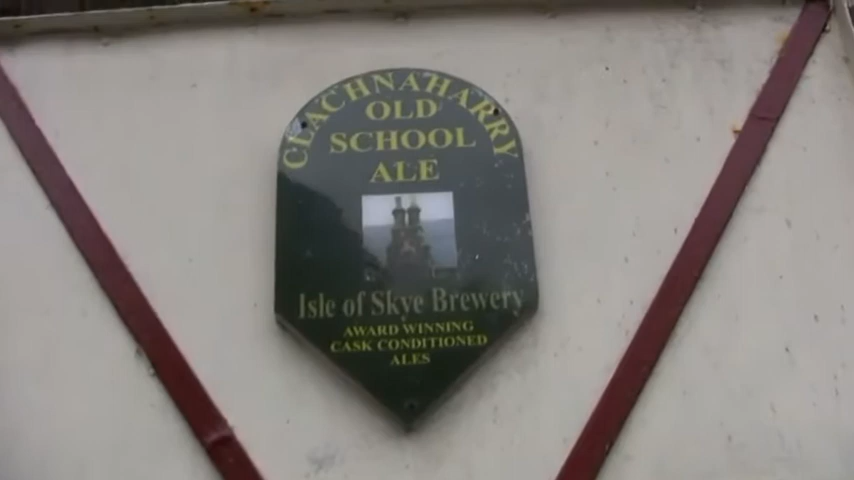 CLACHNAHARRY
OLD
SCHOOL
ALE
Isle of Skye Brewery
AWARD WINNING
CASK CONDITIONED
ALES